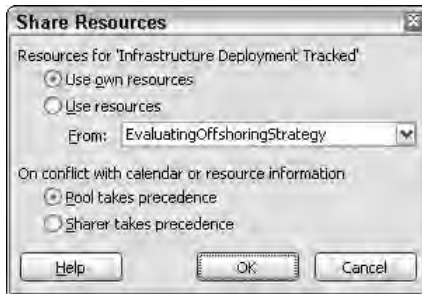 Share Resources
Resources for 'Infrastructure Deployment Tracked'
Use own resources
Use resources
From: EvaluatingOffshoringStrategy
On conflict with calendar or resource information
Pool takes precedence
Sharer takes precedence
Help OK Cancel